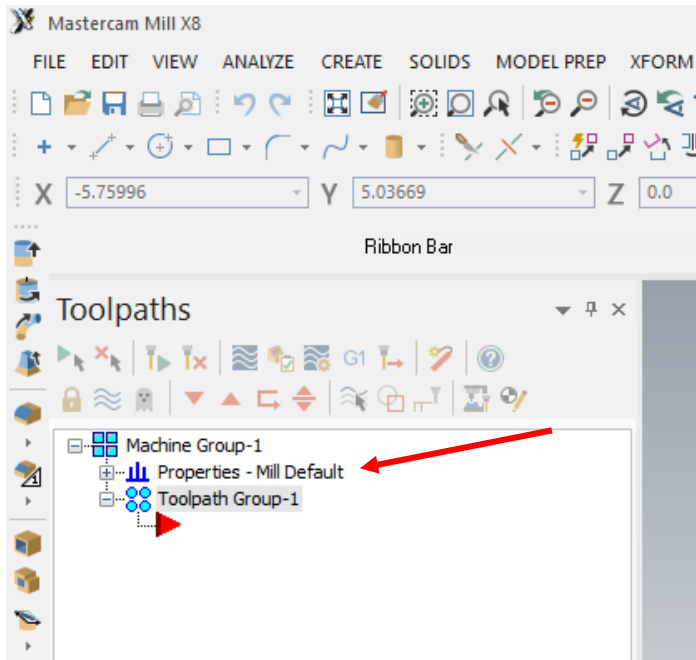 Mastercam Mill X8
FILE EDIT VIEW ANALYZE CREATE SOLIDS MODEL PREP XFORM
X -5.75996 Y 5.03669 Z 0.0
Ribbon Bar
Toolpaths
G1
Machine Group-1
Properties - Mill Default
Toolpath Group-1